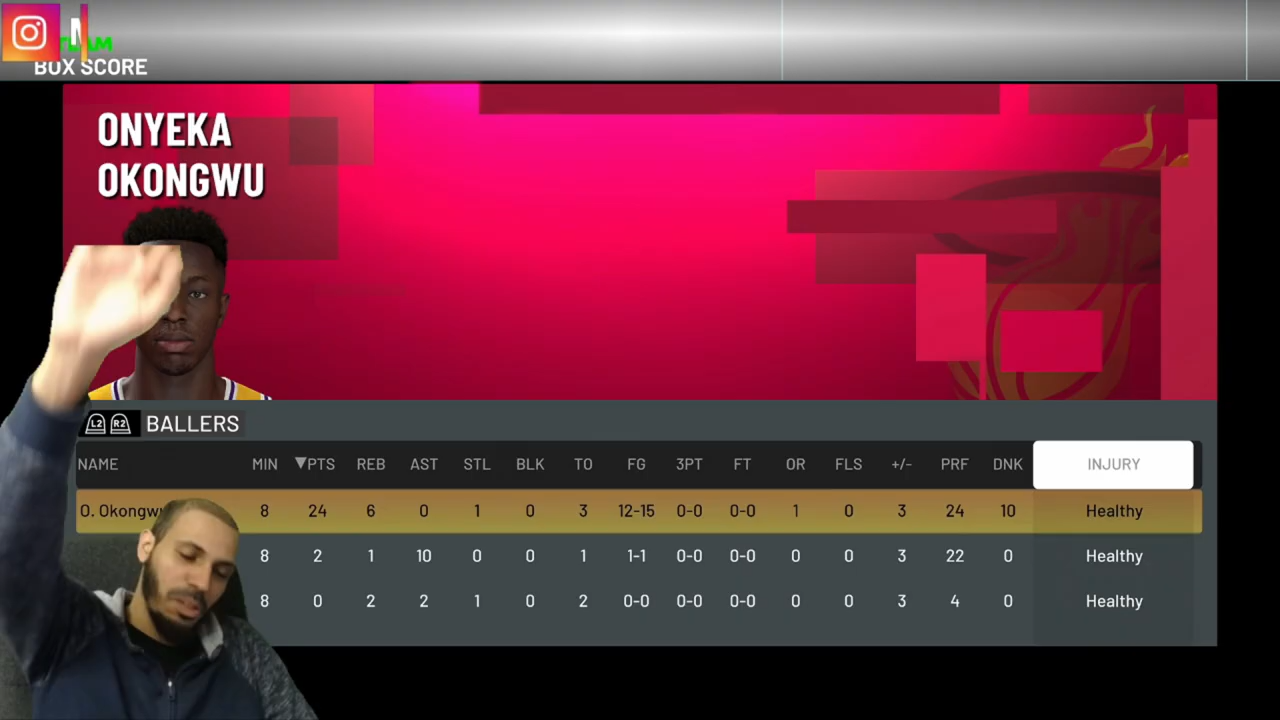 BOX SCORE
ONYEKA
OKONGWU
L2 R2 BALLERS
NAME MIN ▼PTS REB AST STL BLK TO FG 3PT FT OR FLS +/- PRF DNK INJURY
O. Okongwu 8 24 6 0 1 0 3 12-15 0-0 0-0 1 0 3 24 10 Healthy
8 2 1 10 0 0 1 1-1 0-0 0-0 0 0 3 22 0 Healthy
8 0 2 2 1 0 2 0-0 0-0 0-0 0 0 3 4 0 Healthy